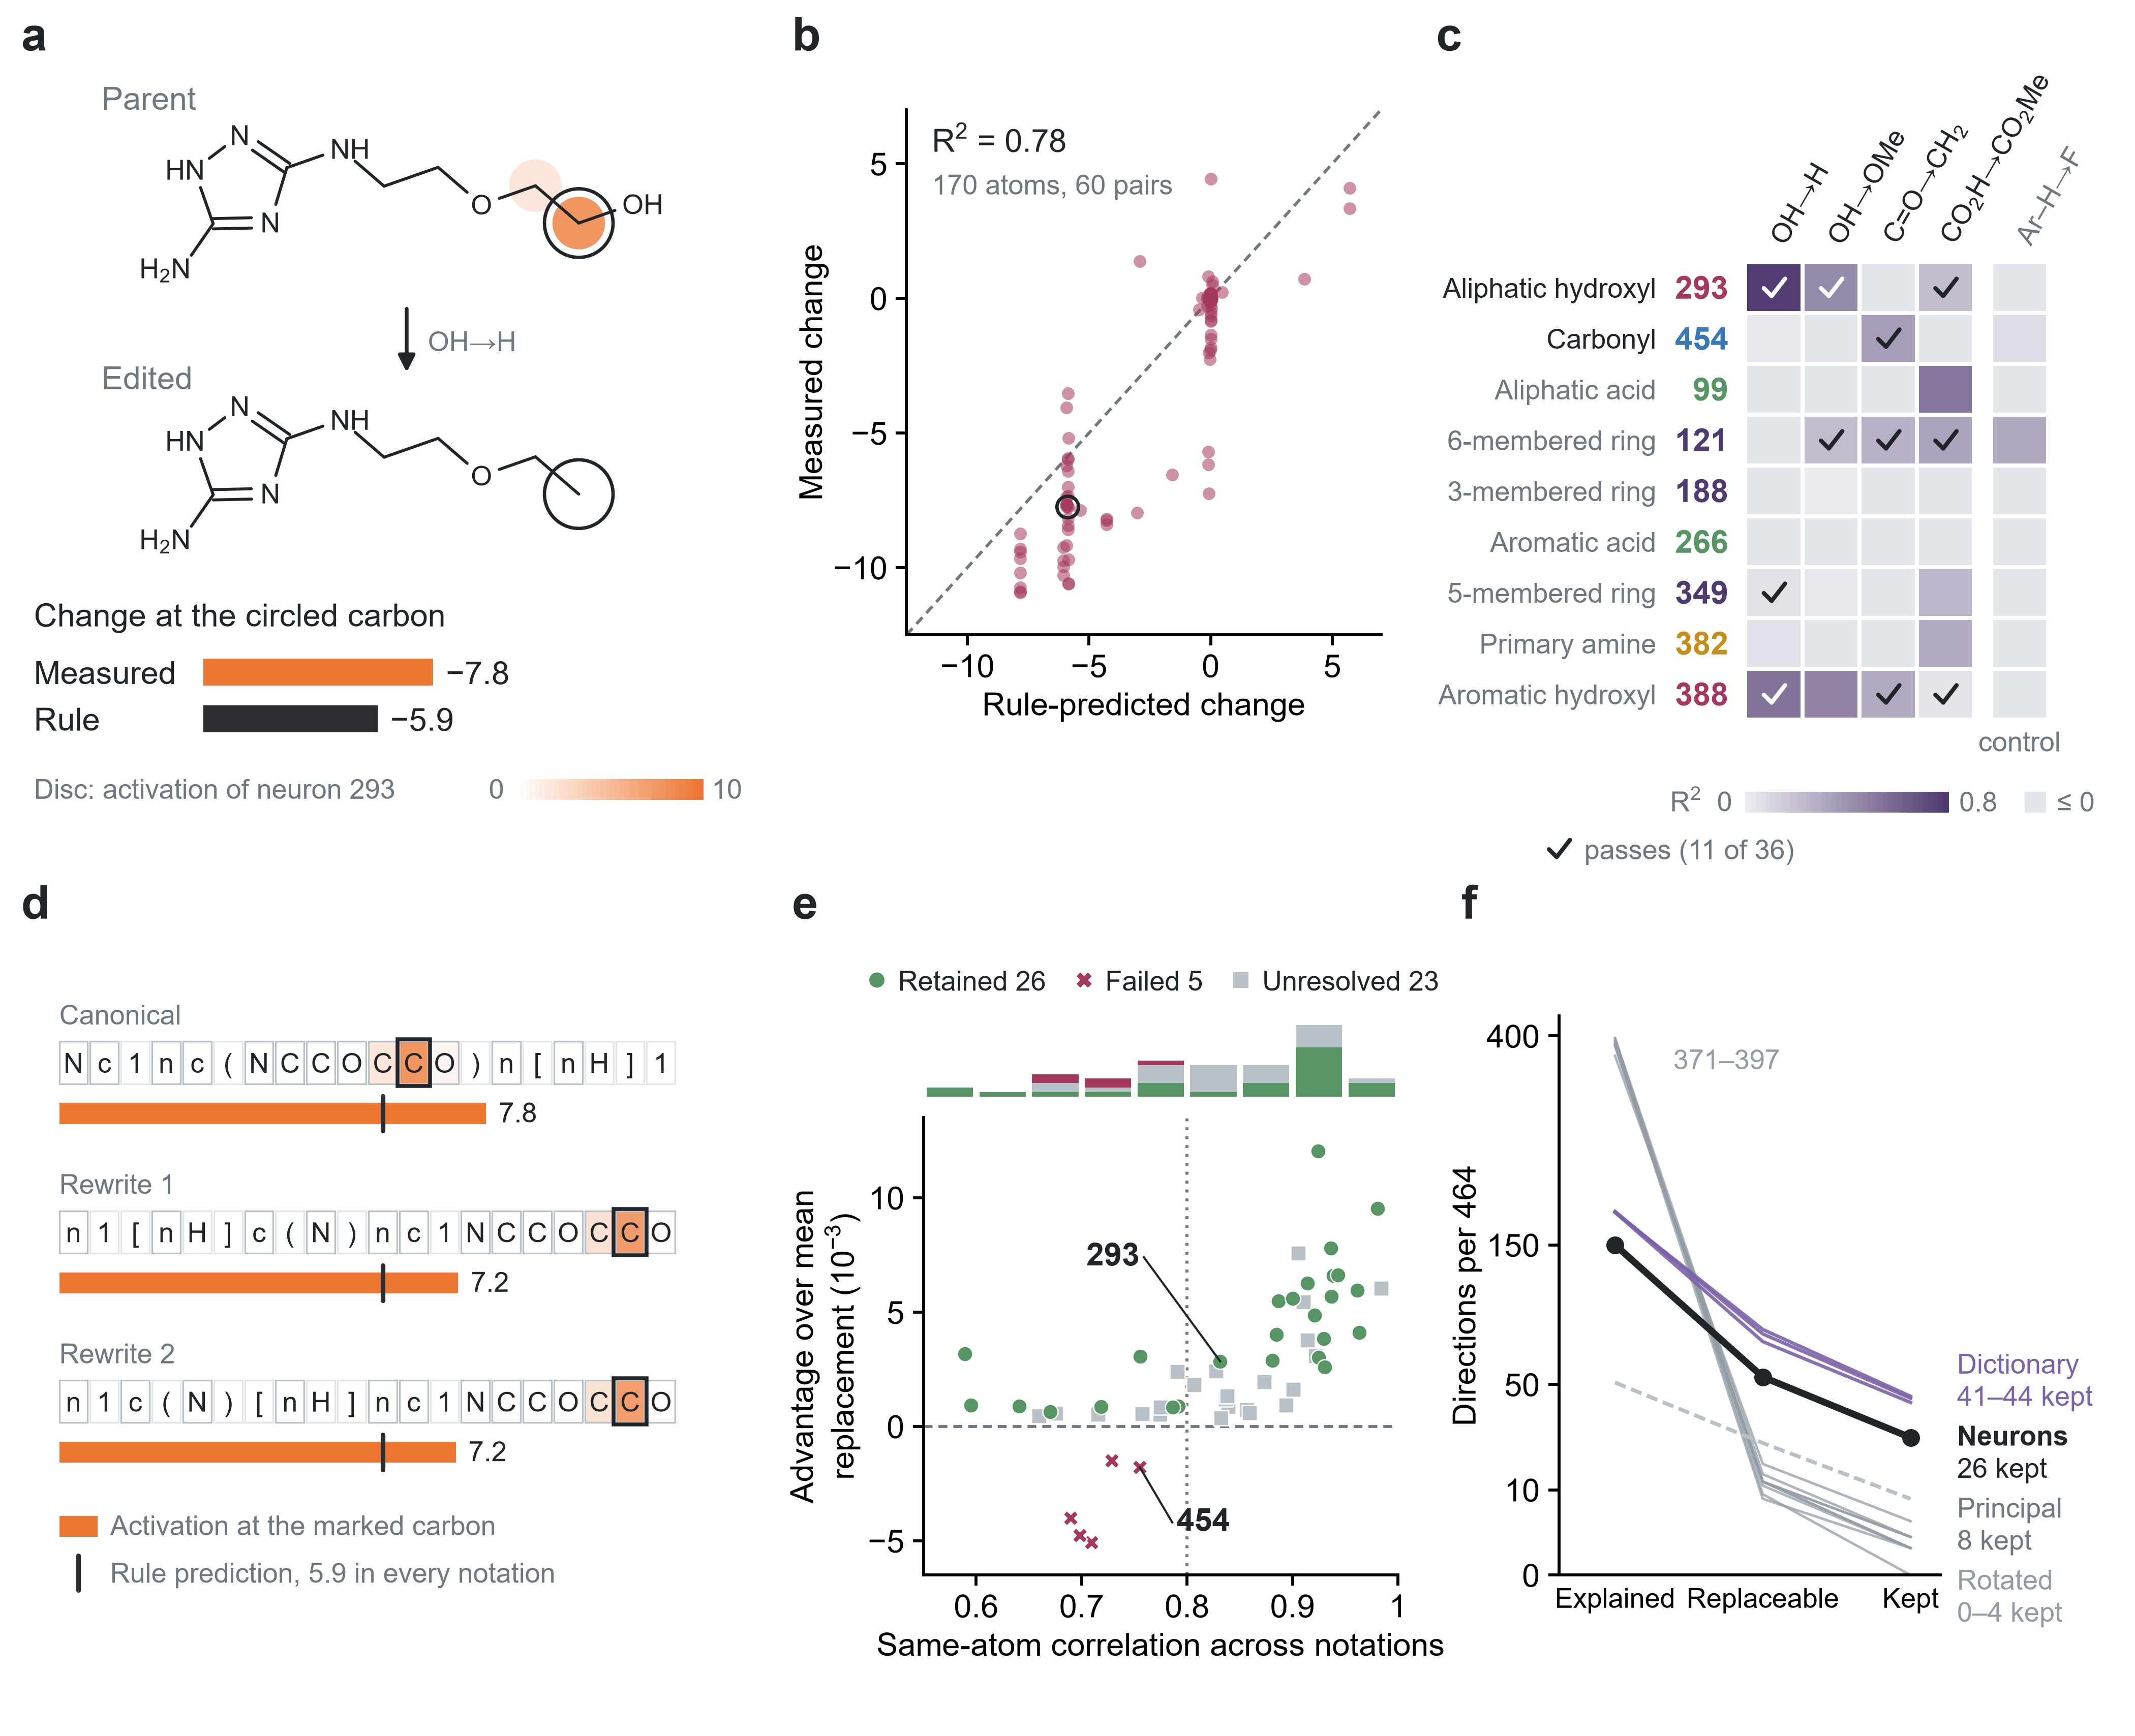 a
Parent
N
HN
N
NH
O
OH
H₂N
OH→H
Edited
N
HN
N
NH
O
H₂N
Change at the circled carbon
Measured −7.8
Rule −5.9
Disc: activation of neuron 293 0 10
b
R² = 0.78
170 atoms, 60 pairs
Measured change
5
0
−5
−10
−10 −5 0 5
Rule-predicted change
c
OH→H
OH→OMe
C=O→CH₂
CO₂H→CO₂Me
Ar–H→F
Aliphatic hydroxyl 293
Carbonyl 454
Aliphatic acid 99
6-membered ring 121
3-membered ring 188
Aromatic acid 266
5-membered ring 349
Primary amine 382
Aromatic hydroxyl 388
control
R² 0 0.8 ≤ 0
✓ passes (11 of 36)
d
Canonical
N c 1 n c ( N C C O C C O ) n [ n H ] 1
7.8
Rewrite 1
n 1 [ n H ] c ( N ) n c 1 N C C O C C O
7.2
Rewrite 2
n 1 c ( N ) [ n H ] n c 1 N C C O C C O
7.2
Activation at the marked carbon
Rule prediction, 5.9 in every notation
e
Retained 26 Failed 5 Unresolved 23
Advantage over mean
replacement (10⁻³)
10
5
0
−5
293
454
0.6 0.7 0.8 0.9 1
Same-atom correlation across notations
f
Directions per 464
400
150
50
10
0
371–397
Explained Replaceable Kept
Dictionary
41–44 kept
Neurons
26 kept
Principal
8 kept
Rotated
0–4 kept